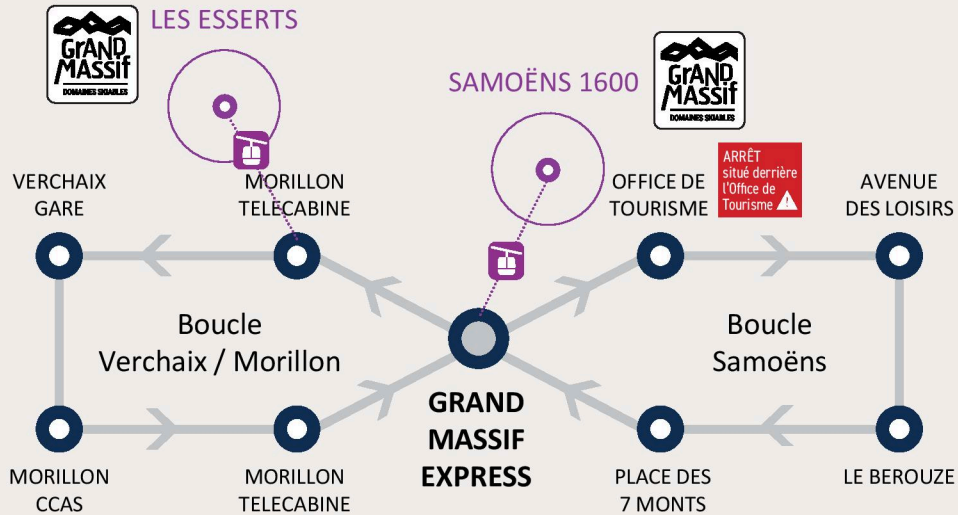 GRAND
MASSIF
DOMAINES SKIABLES
LES ESSERTS
SAMOËNS 1600
GRAND
MASSIF
DOMAINES SKIABLES
VERCHAIX
GARE
MORILLON
TELECABINE
OFFICE DE
TOURISME
ARRÊT
situé derrière
l'Office de
Tourisme
AVENUE
DES LOISIRS
Boucle
Verchaix / Morillon
Boucle
Samoëns
GRAND
MASSIF
EXPRESS
MORILLON
CCAS
MORILLON
TELECABINE
PLACE DES
7 MONTS
LE BEROUZE